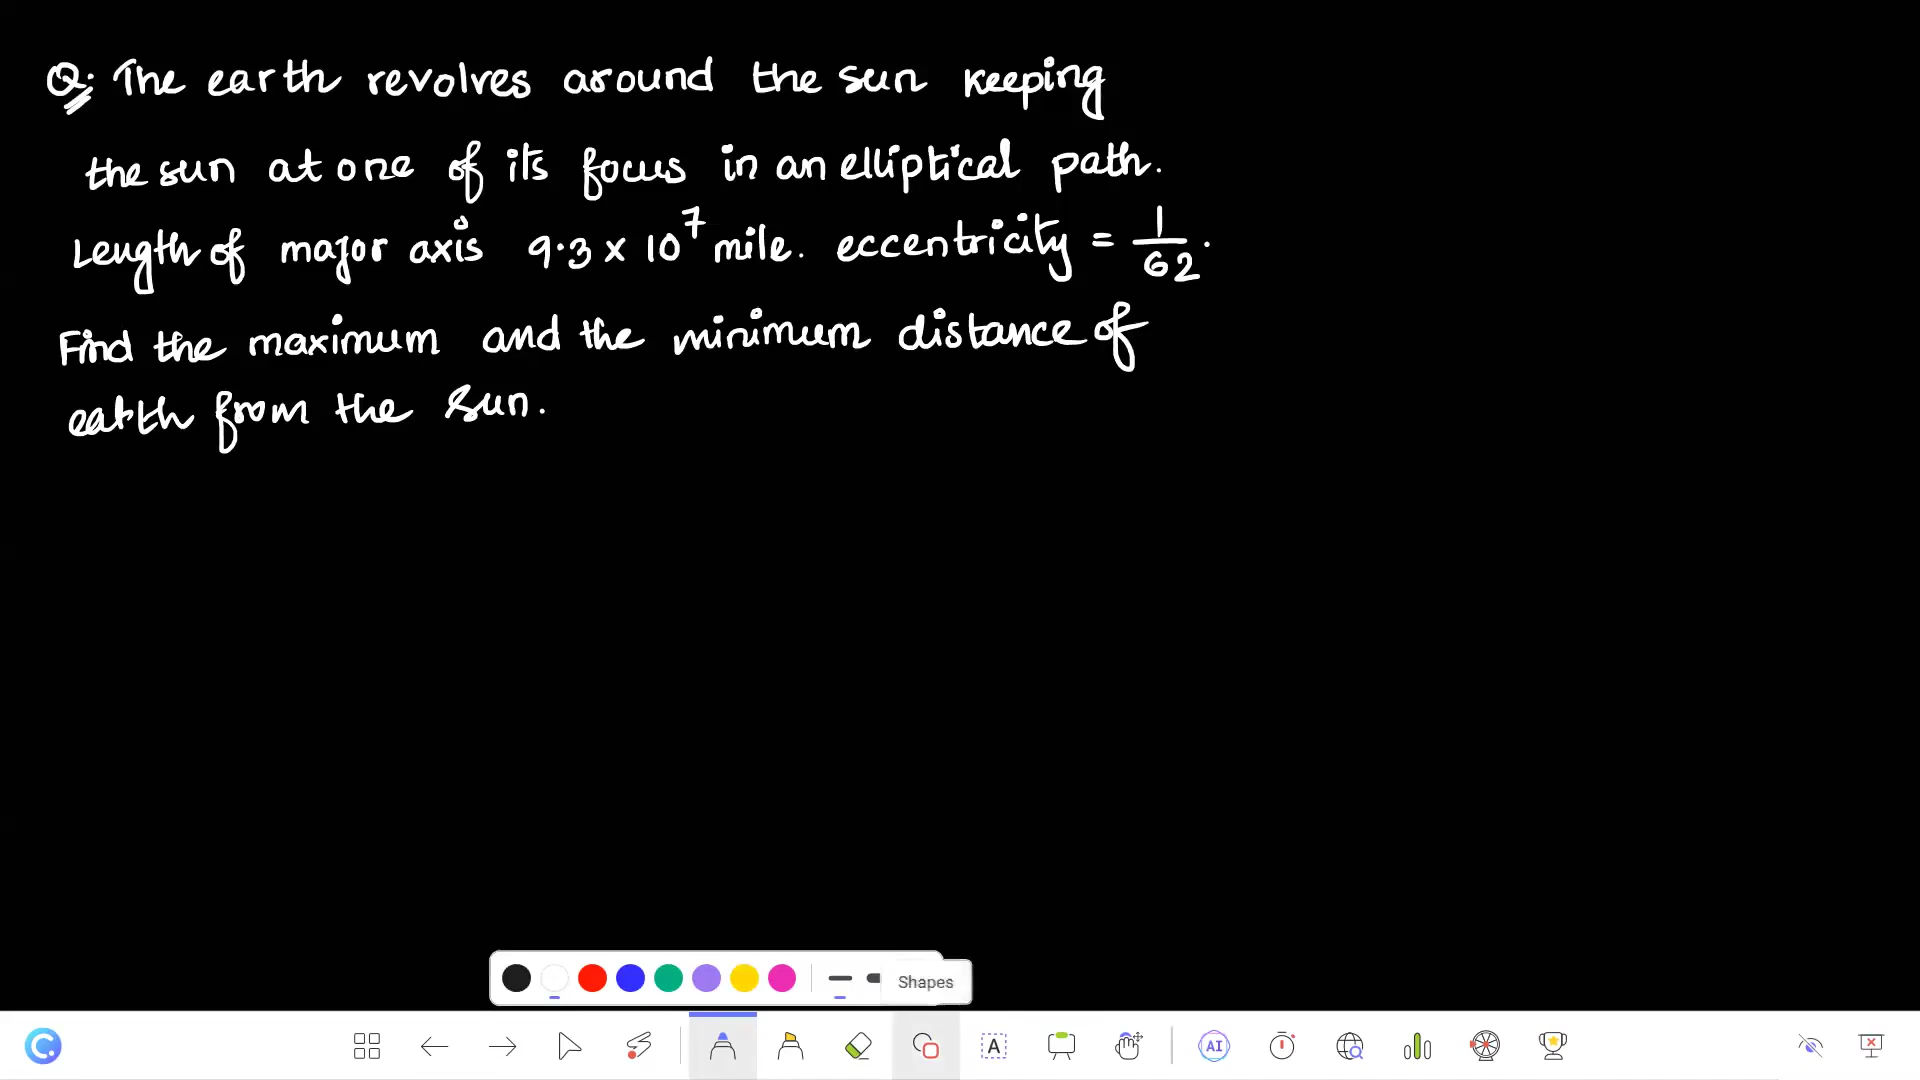 Q: The earth revolves around the sun keeping
the sun at one of its focus in an elliptical path.
Length of major axis 9.3 x 10⁷ mile. eccentricity = 1/62.
Find the maximum and the minimum distance of
earth from the sun.
Shapes
C.
A
AI